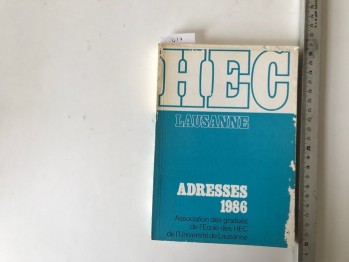 HEC
LAUSANNE
ADRESSES
1986
Association des gradués
de l'Ecole des HEC
de l'Université de Lausanne